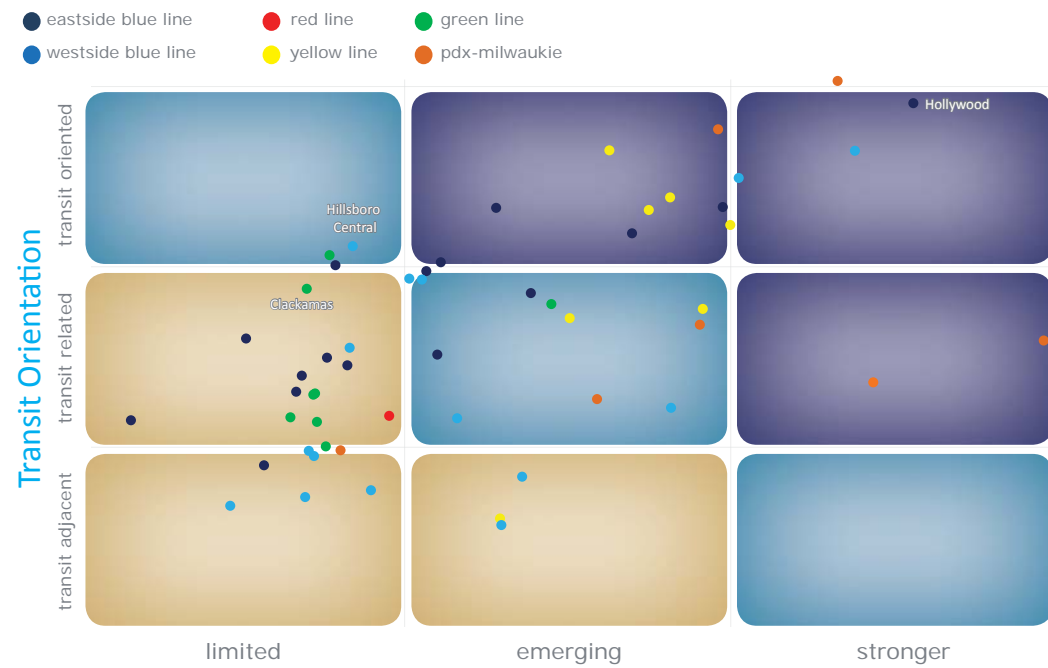 eastside blue line
red line
green line
westside blue line
yellow line
pdx-milwaukie
Transit Orientation
transit oriented
transit related
transit adjacent
Hollywood
Hillsboro
Central
Clackamas
limited
emerging
stronger